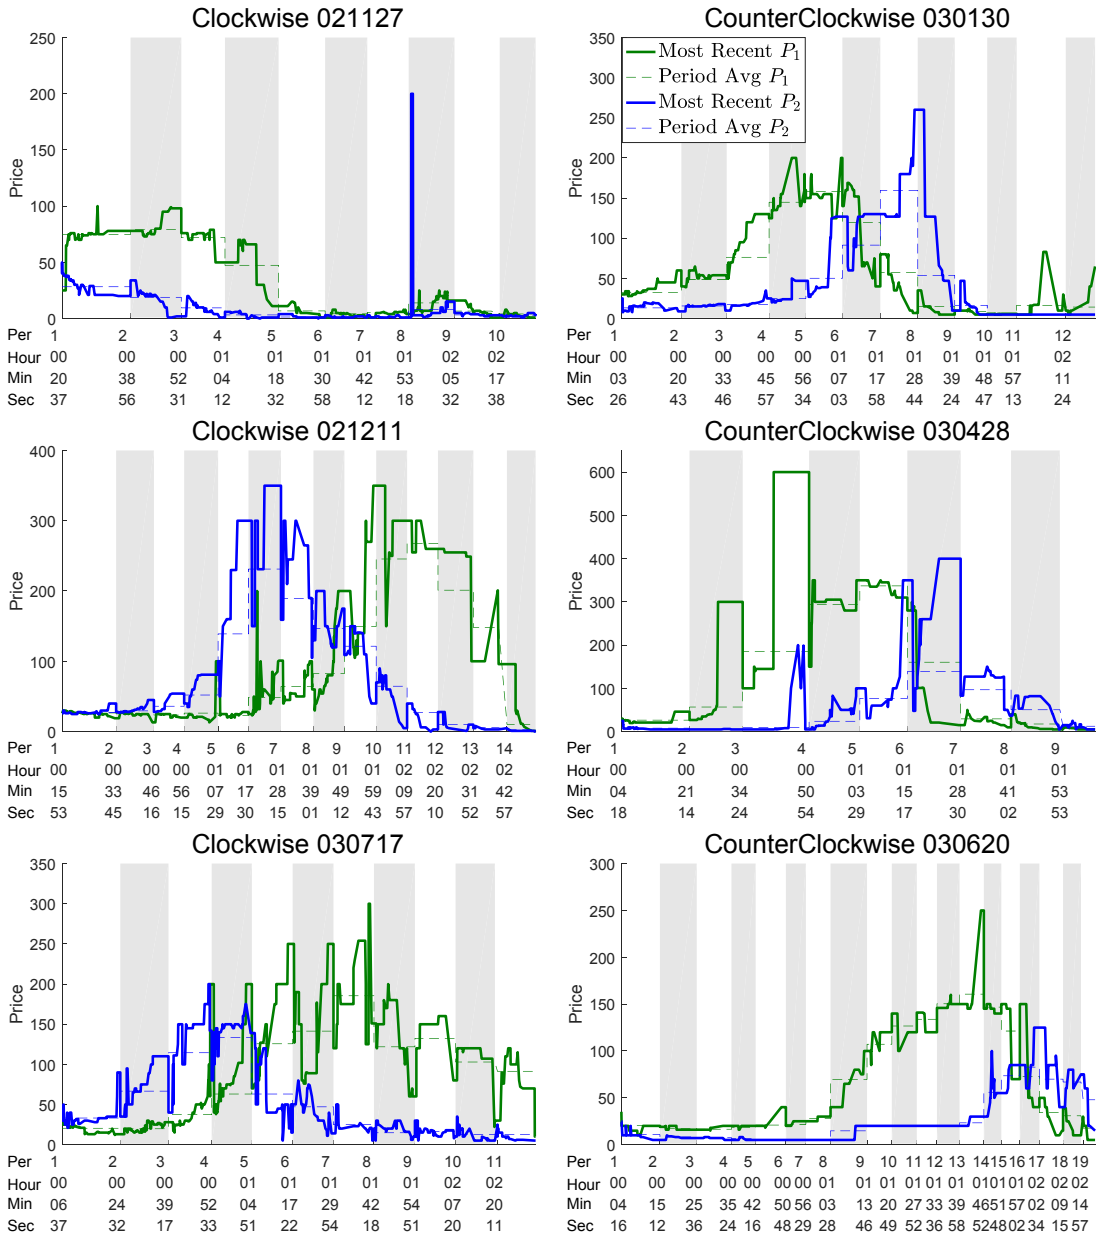 Clockwise 021127
CounterClockwise 030130
250
200
150
100
50
0
Price
350
300
250
200
150
100
50
0
Price
Most Recent P1
Period Avg P1
Most Recent P2
Period Avg P2
Per 1 2 3 4 5 6 7 8 9 10
Hour 00 00 00 01 01 01 01 01 02 02
Min 20 38 52 04 18 30 42 53 05 17
Sec 37 56 31 12 32 58 12 18 32 38
1 2 3 4 5 6 7 8 9 10 11 12
Hour 00 00 00 00 00 01 01 01 01 01 01 02
Min 03 20 33 45 56 07 17 28 39 48 57 11
Sec 26 43 46 57 34 03 58 44 24 47 13 24
Per
Clockwise 021211
CounterClockwise 030428
400
300
200
100
0
Price
600
500
400
300
200
100
0
Price
Per 1 2 3 4 5 6 7 8 9 10 11 12 13 14
Hour 00 00 00 00 01 01 01 01 01 01 02 02 02 02
Min 15 33 46 56 07 17 28 39 49 59 09 20 31 42
Sec 53 45 16 15 29 30 15 01 12 43 57 10 52 57
Per 1 2 3 4 5 6 7 8 9
Hour 00 00 00 00 01 01 01 01 01
Min 04 21 34 50 03 15 28 41 53
Sec 18 14 24 54 29 17 30 02 53
Clockwise 030717
CounterClockwise 030620
350
300
250
200
150
100
50
0
Price
300
250
200
150
100
50
0
Price
Per 1 2 3 4 5 6 7 8 9 10 11
Hour 00 00 00 00 01 01 01 01 01 02 02
Min 06 24 39 52 04 17 29 42 54 07 20
Sec 37 32 17 33 51 22 54 18 51 20 11
Per 1 2 3 4 5 6 7 8 9 10 11 12 13 14 15 16 17 18 19
Hour 00 00 00 00 00 00 00 01 01 01 01 01 01 01 01 01 02 02 02
Min 04 15 25 35 42 50 56 03 13 20 27 33 39 46 51 57 02 09 14
Sec 16 12 36 24 16 48 29 28 46 49 52 36 58 52 48 02 34 15 57